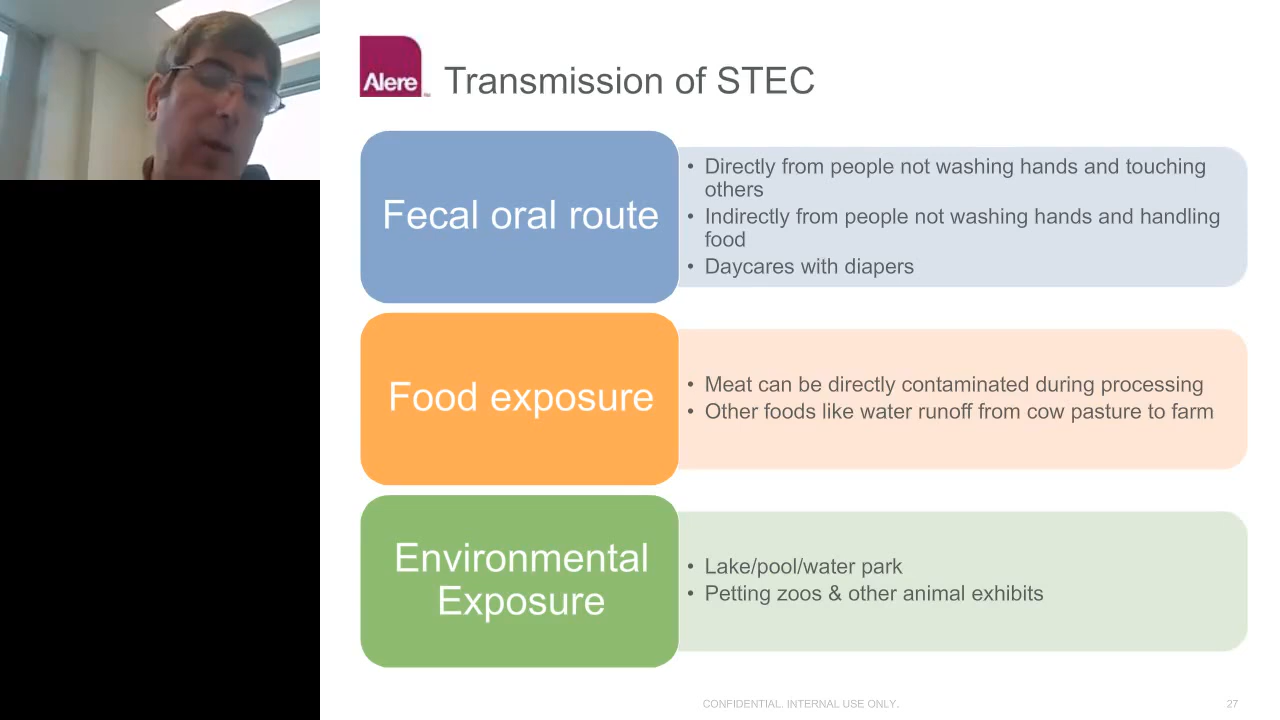 Alere
Transmission of STEC
Fecal oral route
• Directly from people not washing hands and touching
others
• Indirectly from people not washing hands and handling
food
• Daycares with diapers
Food exposure
• Meat can be directly contaminated during processing
• Other foods like water runoff from cow pasture to farm
Environmental
Exposure
• Lake/pool/water park
• Petting zoos & other animal exhibits
CONFIDENTIAL. INTERNAL USE ONLY.
27